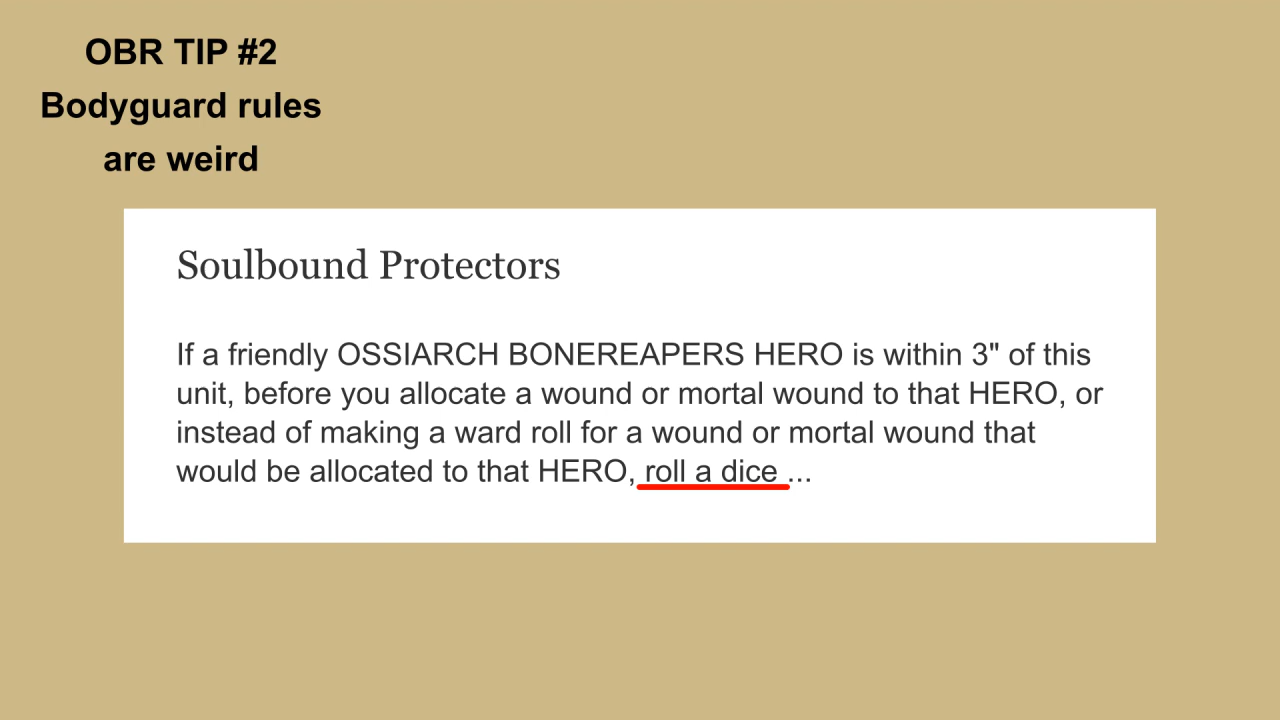 OBR TIP #2
Bodyguard rules
are weird
Soulbound Protectors
If a friendly OSSIARCH BONEREAPERS HERO is within 3" of this
unit, before you allocate a wound or mortal wound to that HERO, or
instead of making a ward roll for a wound or mortal wound that
would be allocated to that HERO, roll a dice ...